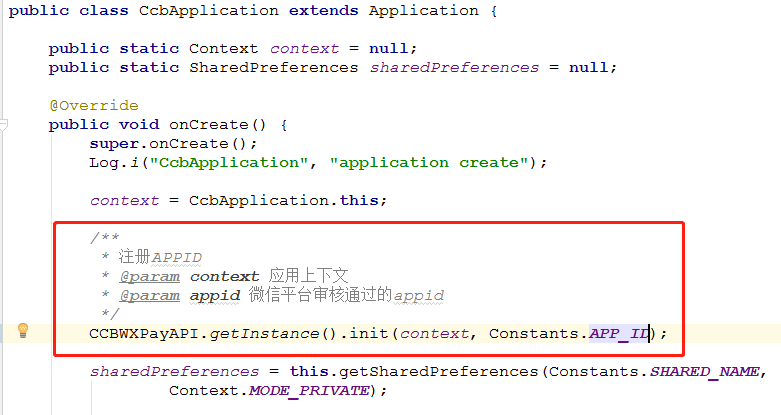 public class CcbApplication extends Application {
public static Context context = null;
public static SharedPreferences sharedPreferences = null;
@Override
public void onCreate() {
super.onCreate();
Log.i("CcbApplication", "application create");
context = CcbApplication.this;
/**
* 注册APPID
* @param context 应用上下文
* @param appid 微信平台审核通过的appid
*/
CCBWXPayAPI.getInstance().init(context, Constants.APP_ID);
sharedPreferences = this.getSharedPreferences(Constants.SHARED_NAME,
Context.MODE_PRIVATE);